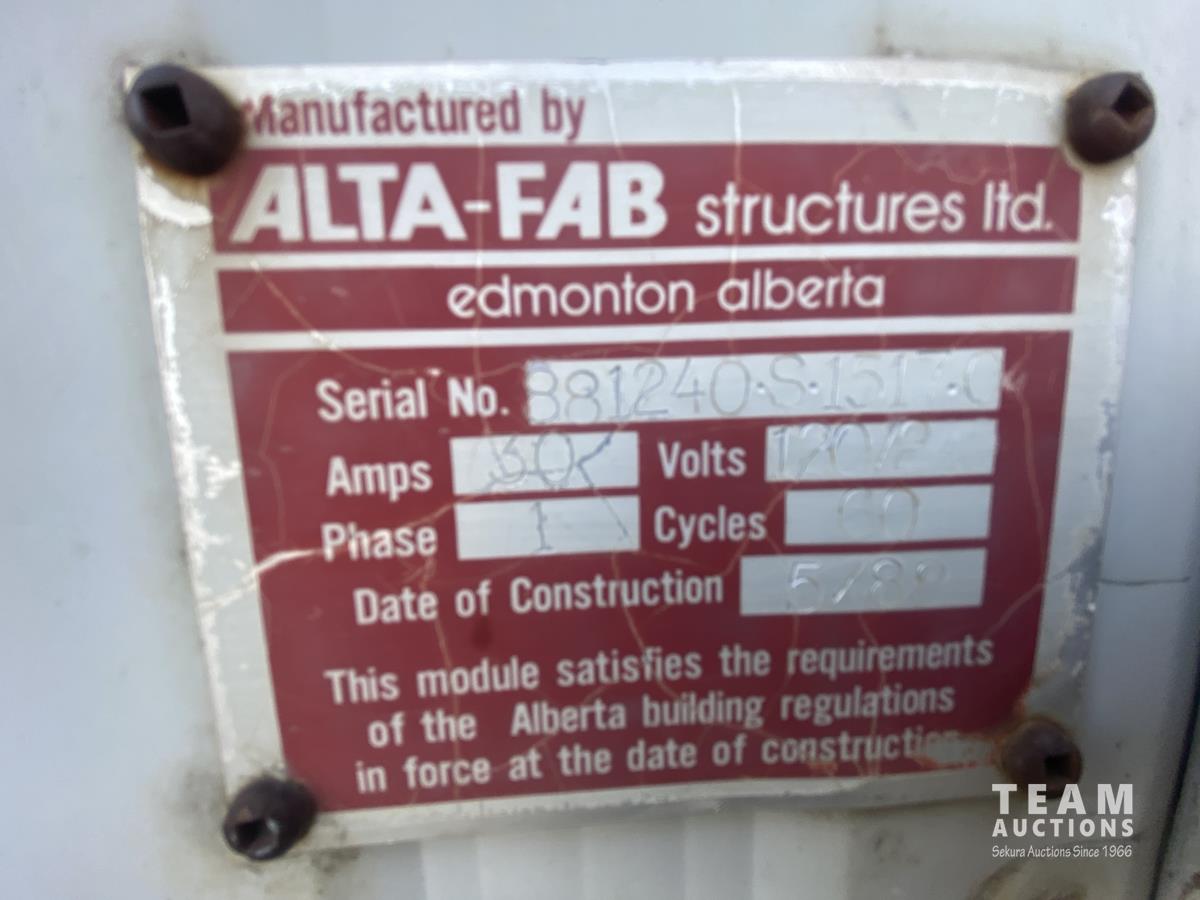 Manufactured by
ALTA-FAB structures ltd.
edmonton alberta
Serial No.
Amps Volts
Phase 1 Cycles 60
Date of Construction
This module satisfies the requirements
of the Alberta building regulations
in force at the date of construction
TEAM
AUCTIONS
Sekura Auctions Since 1966